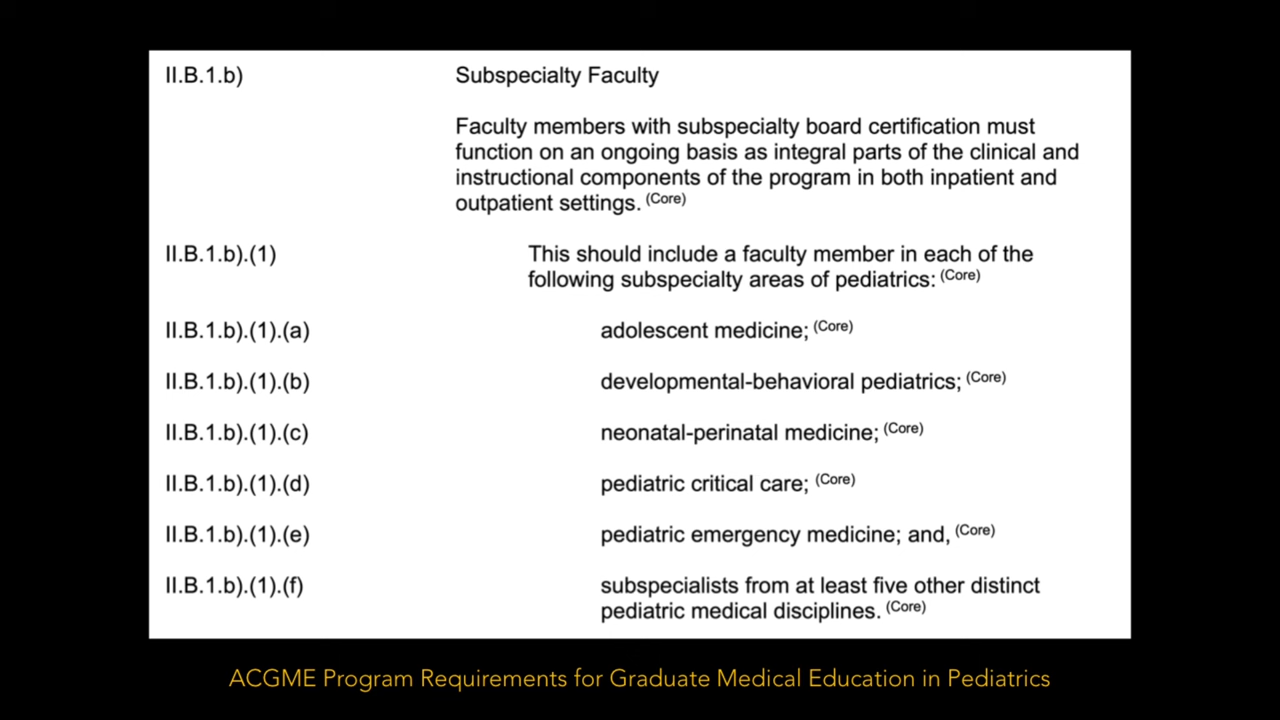 II.B.1.b) Subspecialty Faculty
Faculty members with subspecialty board certification must
function on an ongoing basis as integral parts of the clinical and
instructional components of the program in both inpatient and
outpatient settings. (Core)
II.B.1.b).(1) This should include a faculty member in each of the
following subspecialty areas of pediatrics: (Core)
II.B.1.b).(1).(a) adolescent medicine; (Core)
II.B.1.b).(1).(b) developmental-behavioral pediatrics; (Core)
II.B.1.b).(1).(c) neonatal-perinatal medicine; (Core)
II.B.1.b).(1).(d) pediatric critical care; (Core)
II.B.1.b).(1).(e) pediatric emergency medicine; and, (Core)
II.B.1.b).(1).(f) subspecialists from at least five other distinct
pediatric medical disciplines. (Core)
ACGME Program Requirements for Graduate Medical Education in Pediatrics